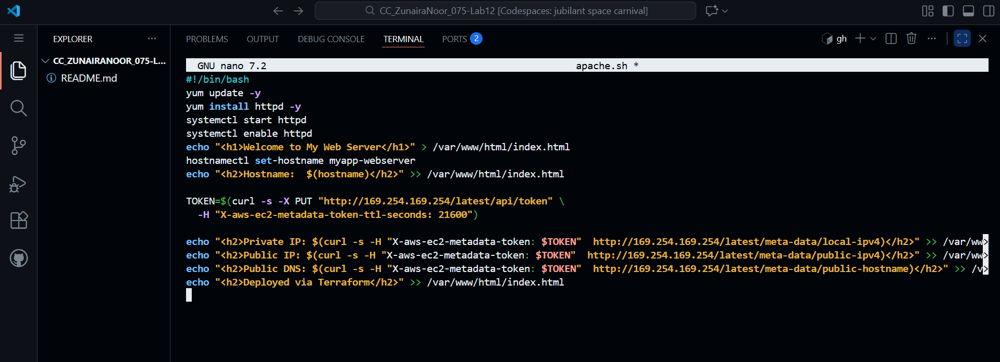 CC_ZunairaNoor_075-Lab12 [Codespaces: jubilant space carnival]
EXPLORER
CC_ZUNAIRANOOR_075-L...
README.md
PROBLEMS OUTPUT DEBUG CONSOLE TERMINAL PORTS 2
gh
GNU nano 7.2 apache.sh *
#!/bin/bash
yum update -y
yum install httpd -y
systemctl start httpd
systemctl enable httpd
echo "<h1>Welcome to My Web Server</h1>" > /var/www/html/index.html
hostnamectl set-hostname myapp-webserver
echo "<h2>Hostname:  $(hostname)</h2>" >> /var/www/html/index.html
TOKEN=$(curl -s -X PUT "http://169.254.169.254/latest/api/token" \
  -H "X-aws-ec2-metadata-token-ttl-seconds: 21600")
echo "<h2>Private IP: $(curl -s -H "X-aws-ec2-metadata-token: $TOKEN"  http://169.254.169.254/latest/meta-data/local-ipv4)</h2>" >> /var/ww>
echo "<h2>Public IP: $(curl -s -H "X-aws-ec2-metadata-token: $TOKEN"  http://169.254.169.254/latest/meta-data/public-ipv4)</h2>" >> /var/ww>
echo "<h2>Public DNS: $(curl -s -H "X-aws-ec2-metadata-token: $TOKEN"  http://169.254.169.254/latest/meta-data/public-hostname)</h2>" >> /v>
echo "<h2>Deployed via Terraform</h2>" >> /var/www/html/index.html